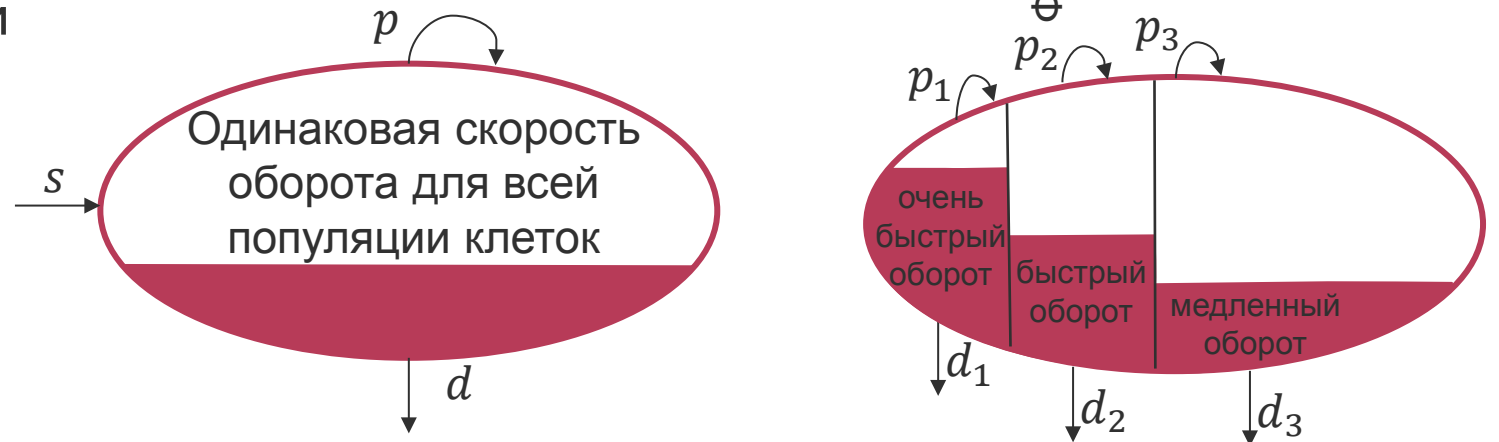 и
p
Одинаковая скорость
оборота для всей
популяции клеток
s
d
ф
p₁
p₂
p₃
очень
быстрый
оборот
быстрый
оборот
медленный
оборот
d₁
d₂
d₃